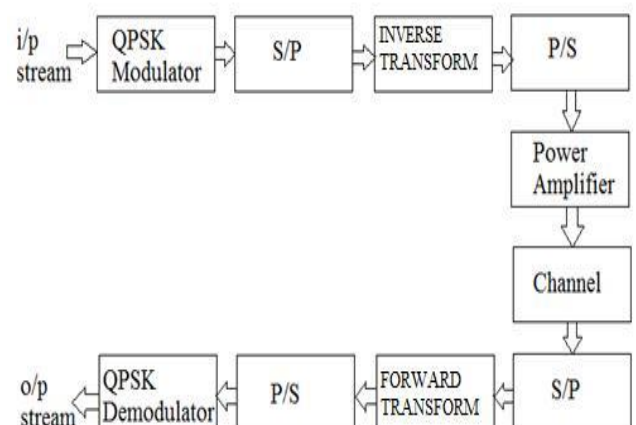 i/p
stream
QPSK
Modulator
S/P
INVERSE
TRANSFORM
P/S
Power
Amplifier
Channel
S/P
FORWARD
TRANSFORM
P/S
QPSK
Demodulator
o/p
stream